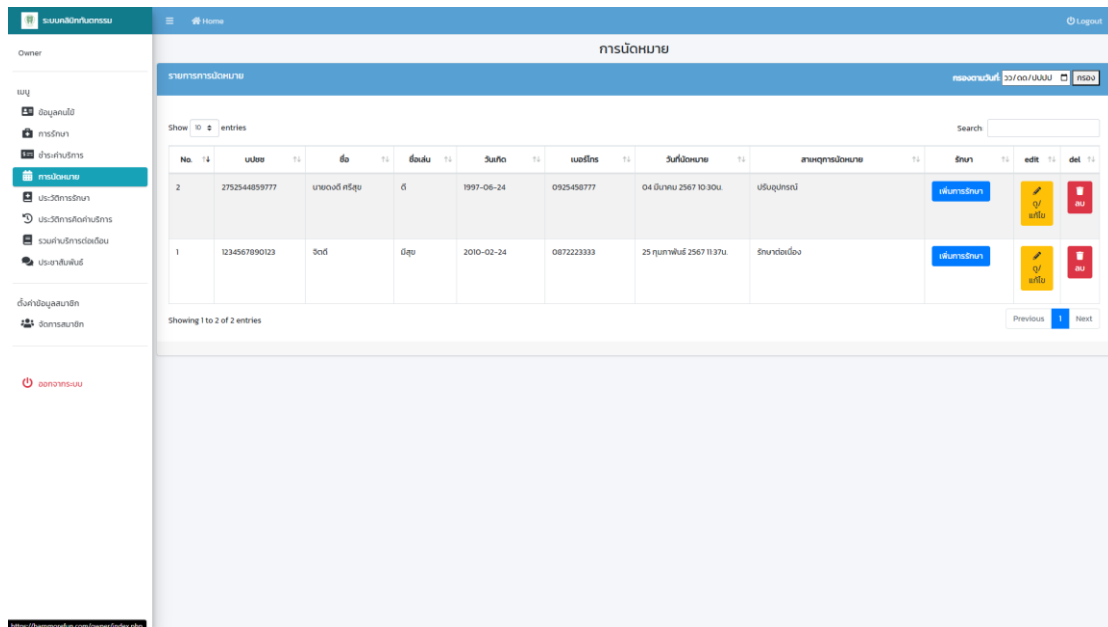 ระบบคลินิกทันตกรรม
Home
Logout
Owner
การนัดหมาย
รายการการนัดหมาย
กรองตามวันที่: วว/ดด/ปปปป กรอง
เมนู
ข้อมูลคนไข้
การรักษา
ชำระค่าบริการ
การนัดหมาย
ประวัติการรักษา
ประวัติการคิดค่าบริการ
รวมค่าบริการต่อเดือน
ประชาสัมพันธ์
ตั้งค่าข้อมูลสมาชิก
จัดการสมาชิก
ออกจากระบบ
Show 10 entries
Search:
No. บปชช ชื่อ ชื่อเล่น วันเกิด เบอร์โทร วันที่นัดหมาย สาเหตุการนัดหมาย รักษา edit del
2 2752544859777 นายดงดี ศรีสุข ดี 1997-06-24 0925458777 04 มีนาคม 2567 10:30น. ปรับอุปกรณ์ เพิ่มการรักษา ดู/แก้ไข ลบ
1 1234567890123 จิตดี มีสุข 2010-02-24 0872223333 25 กุมภาพันธ์ 2567 11:37น. รักษาต่อเนื่อง เพิ่มการรักษา ดู/แก้ไข ลบ
Showing 1 to 2 of 2 entries
Previous 1 Next